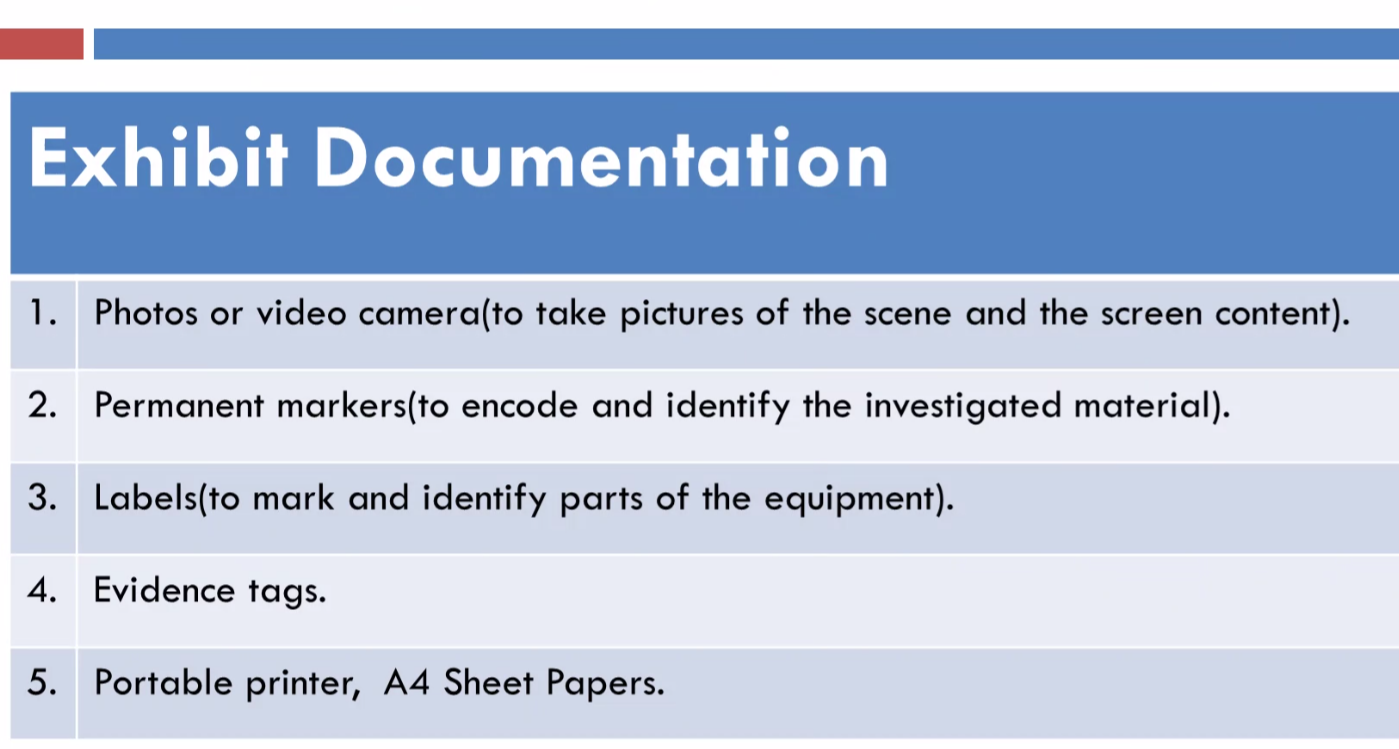 Exhibit Documentation
1. Photos or video camera(to take pictures of the scene and the screen content).
2. Permanent markers(to encode and identify the investigated material).
3. Labels(to mark and identify parts of the equipment).
4. Evidence tags.
5. Portable printer, A4 Sheet Papers.